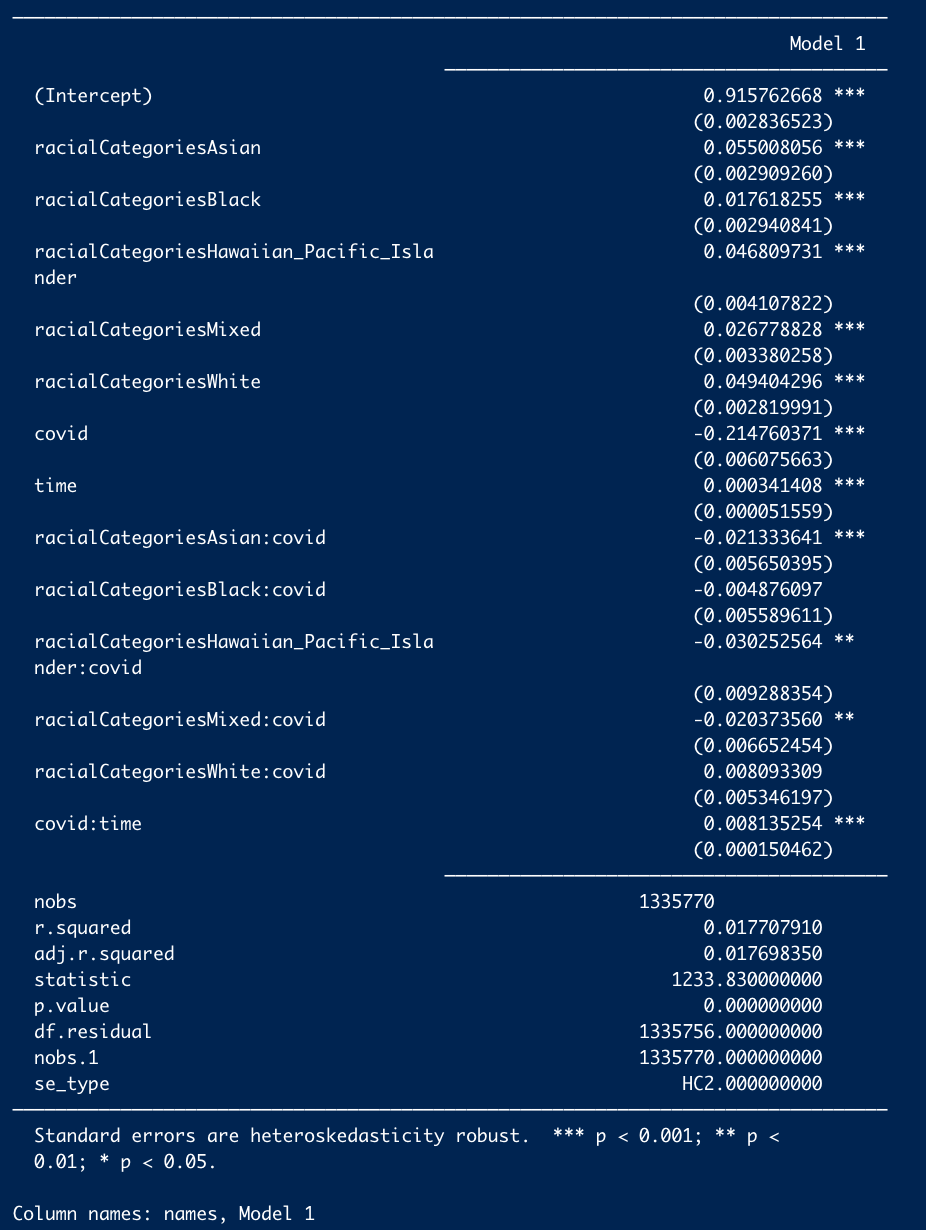 Model 1
(Intercept) 0.915762668 ***
(0.002836523)
racialCategoriesAsian 0.055008056 ***
(0.002909260)
racialCategoriesBlack 0.017618255 ***
(0.002940841)
racialCategoriesHawaiian_Pacific_Isla 0.046809731 ***
nder
(0.004107822)
racialCategoriesMixed 0.026778828 ***
(0.003380258)
racialCategoriesWhite 0.049404296 ***
(0.002819991)
covid -0.214760371 ***
(0.006075663)
time 0.000341408 ***
(0.000051559)
racialCategoriesAsian:covid -0.021333641 ***
(0.005650395)
racialCategoriesBlack:covid -0.004876097
(0.005589611)
racialCategoriesHawaiian_Pacific_Isla -0.030252564 **
nder:covid
(0.009288354)
racialCategoriesMixed:covid -0.020373560 **
(0.006652454)
racialCategoriesWhite:covid 0.008093309
(0.005346197)
covid:time 0.008135254 ***
(0.000150462)
nobs 1335770
r.squared 0.017707910
adj.r.squared 0.017698350
statistic 1233.830000000
p.value 0.000000000
df.residual 1335756.000000000
nobs.1 1335770.000000000
se_type HC2.000000000
Standard errors are heteroskedasticity robust. *** p < 0.001; ** p <
0.01; * p < 0.05.
Column names: names, Model 1